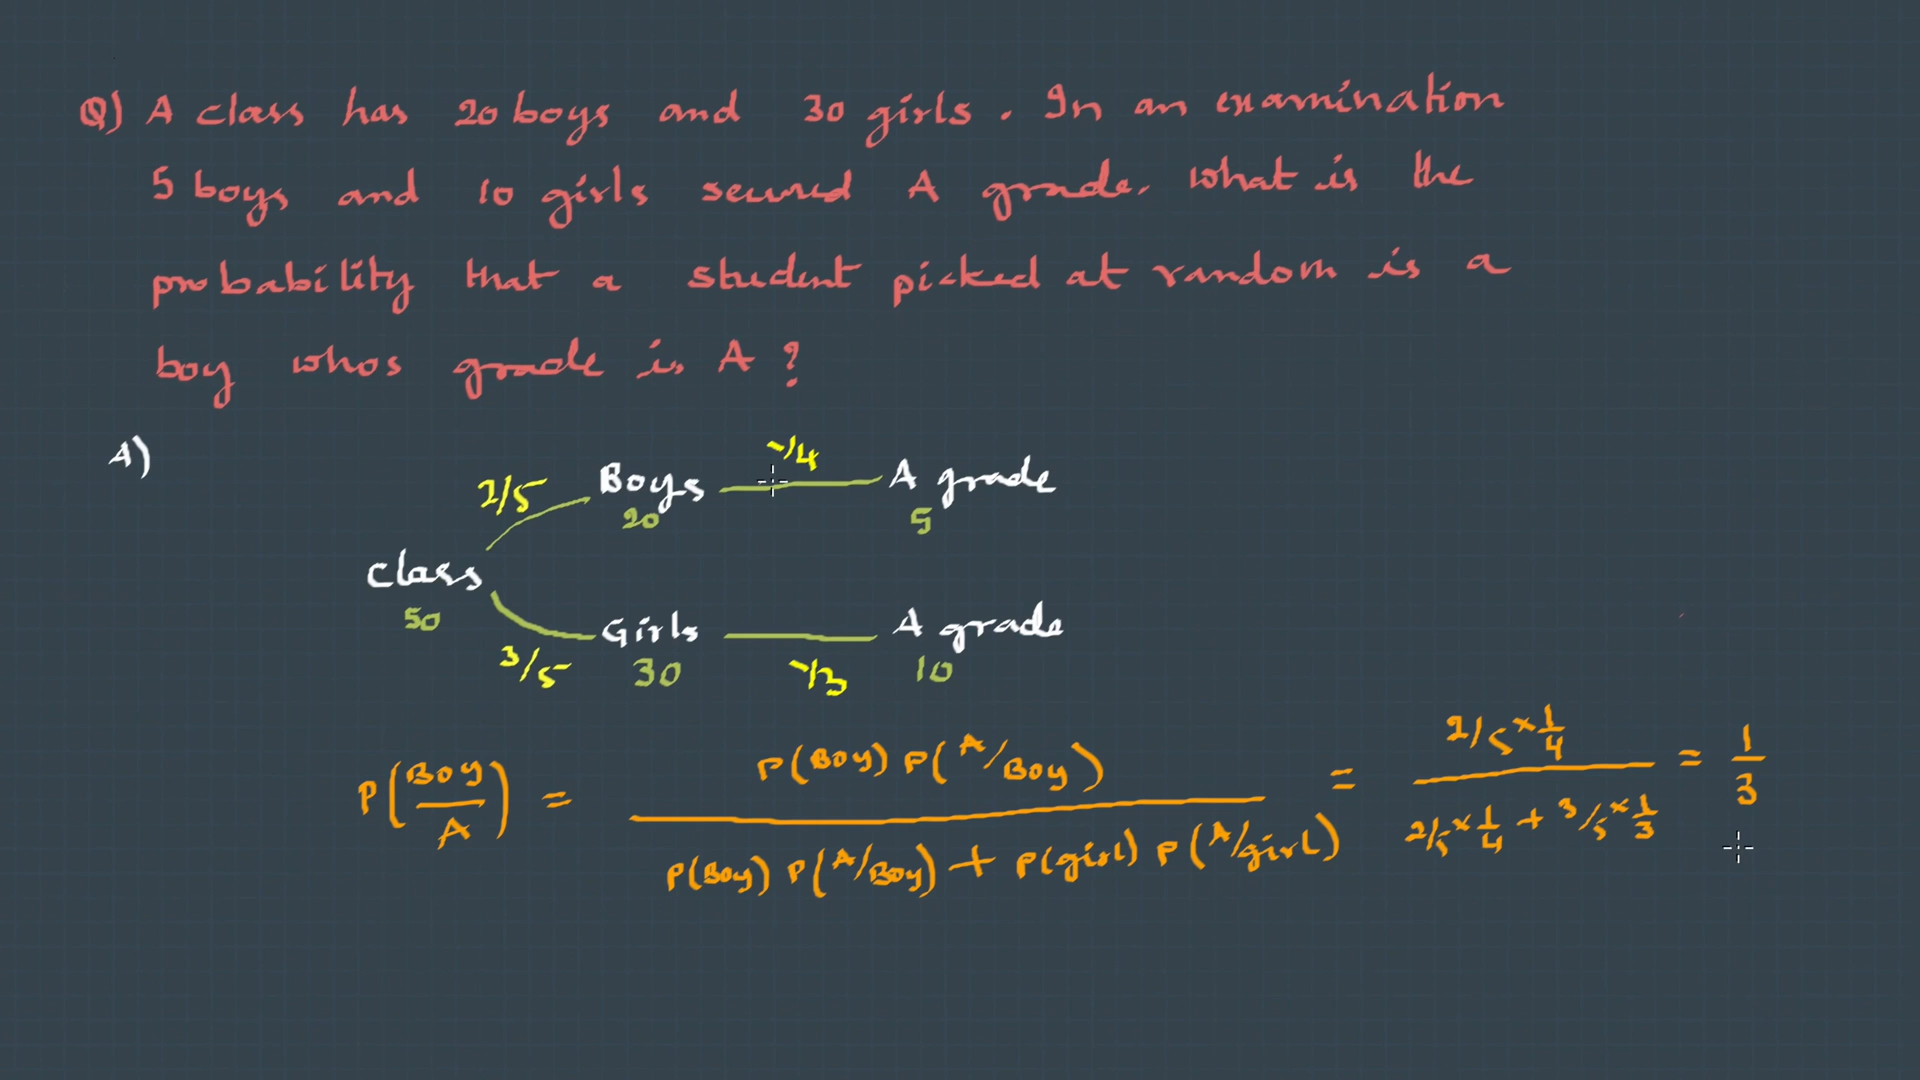 Q) A class has 20 boys and 30 girls. In an examination
5 boys and 10 girls secured A grade. what is the
probability that a student picked at random is a
boy whos grade is A ?
A)
2/5 Boys 1/4 A grade
20 5
class
50
Girls A grade
3/5 30 1/3 10
P(Boy/A) = P(Boy) P(A/Boy) / P(Boy) P(A/Boy) + P(girl) P(A/girl) = 2/5 × 1/4 / 2/5 × 1/4 + 3/5 × 1/3 = 1/3